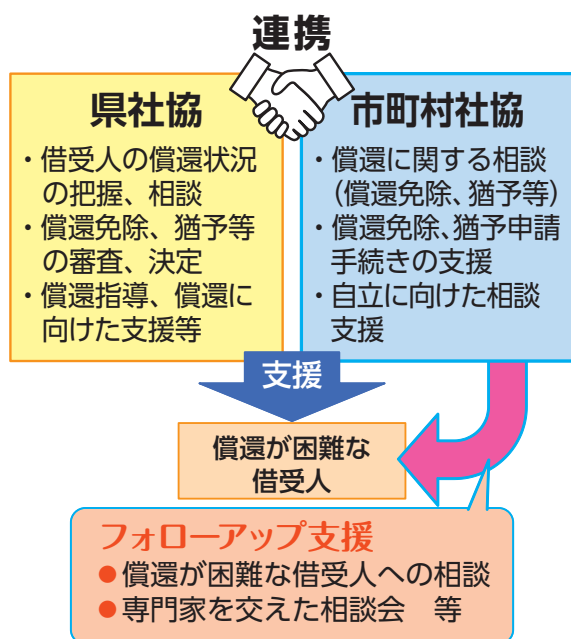 連携
県社協
・借受人の償還状況
の把握、相談
・償還免除、猶予等
の審査、決定
・償還指導、償還に
向けた支援等
市町村社協
・償還に関する相談
(償還免除、猶予等)
・償還免除、猶予申請
手続きの支援
・自立に向けた相談
支援
支援
償還が困難な
借受人
フォローアップ支援
●償還が困難な借受人への相談
●専門家を交えた相談会　等